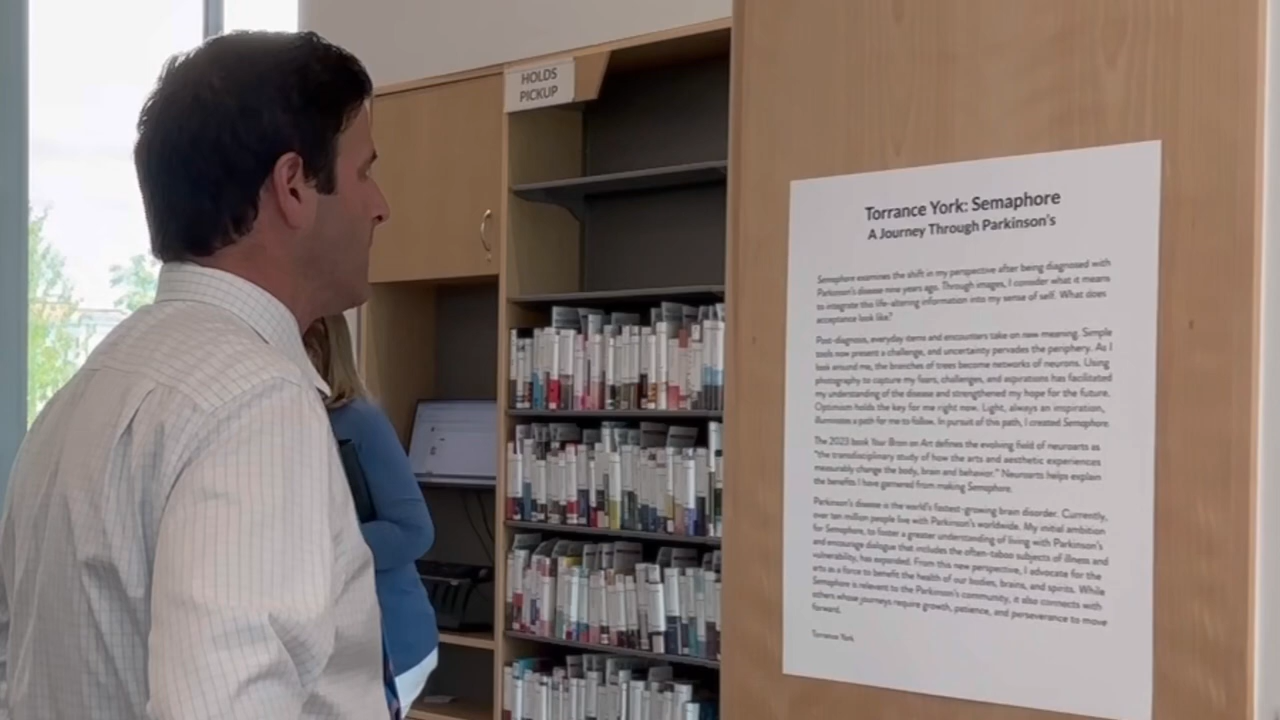 HOLDS
PICKUP
Torrance York: Semaphore
A Journey Through Parkinson's
Semaphore examines the shift in my perspective after being diagnosed with
Parkinson's disease nine years ago. Through images, I consider what it means
to integrate this life-altering information into my sense of self. What does
acceptance look like?
Post-diagnosis, everyday items and encounters take on new meaning. Simple
tools now present a challenge, and uncertainty pervades the periphery. As I
look around me, the branches of trees become networks of neurons. Using
photography to capture my fears, challenges, and aspirations has facilitated
my understanding of the disease and strengthened my hope for the future.
Optimism holds the key for me right now. Light, always an inspiration,
illuminates a path for me to follow. In pursuit of this path, I created Semaphore.
The 2023 book Your Brain on Art defines the evolving field of neuroarts as
"the transdisciplinary study of how the arts and aesthetic experiences
measurably change the body, brain and behavior." Neuroarts helps explain
the benefits I have garnered from making Semaphore.
Parkinson's disease is the world's fastest-growing brain disorder. Currently,
over ten million people live with Parkinson's worldwide. My initial ambition
for Semaphore, to foster a greater understanding of living with Parkinson's
and encourage dialogue that includes the often-taboo subjects of illness and
vulnerability, has expanded. From this new perspective, I advocate for the
arts as a force to benefit the health of our bodies, brains, and spirits. While
Semaphore is relevant to the Parkinson's community, it also connects with
others whose journeys require growth, patience, and perseverance to move
forward.
Torrance York